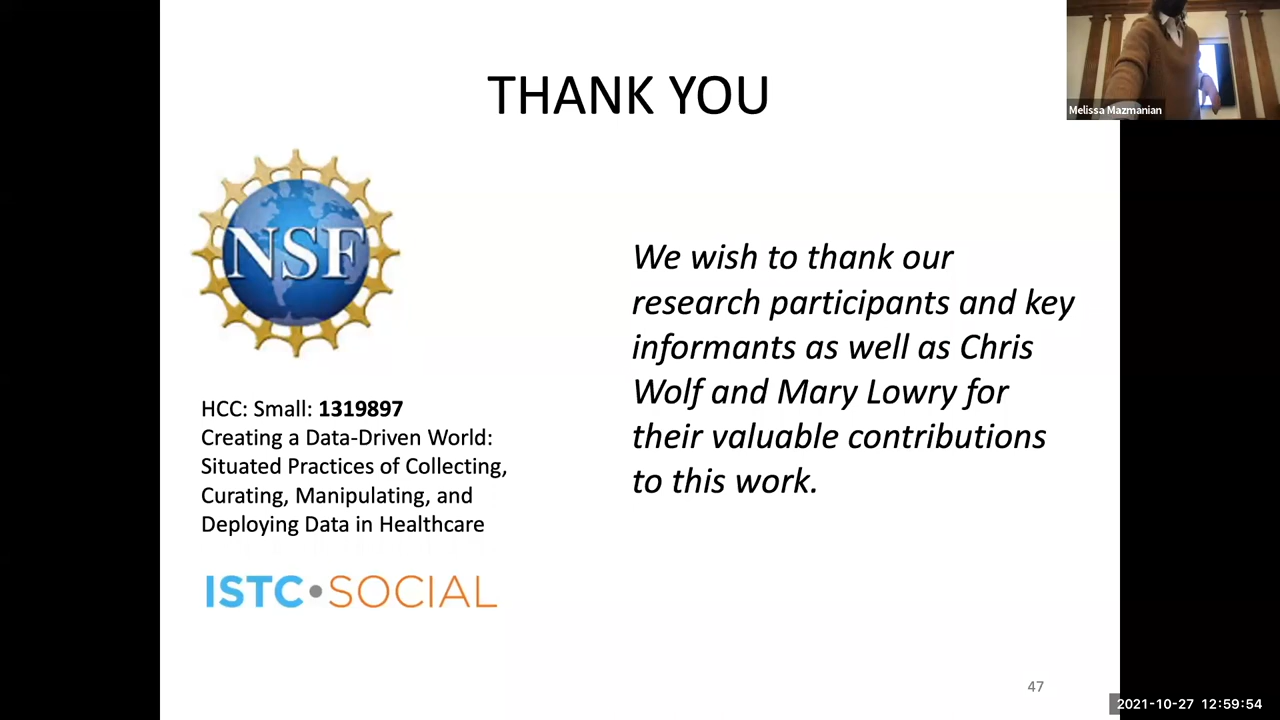 THANK YOU
Melissa Mazmanian
NSF
We wish to thank our
research participants and key
informants as well as Chris
Wolf and Mary Lowry for
their valuable contributions
to this work.
HCC: Small: 1319897
Creating a Data-Driven World:
Situated Practices of Collecting,
Curating, Manipulating, and
Deploying Data in Healthcare
ISTC•SOCIAL
47
2021-10-27 12:59:54